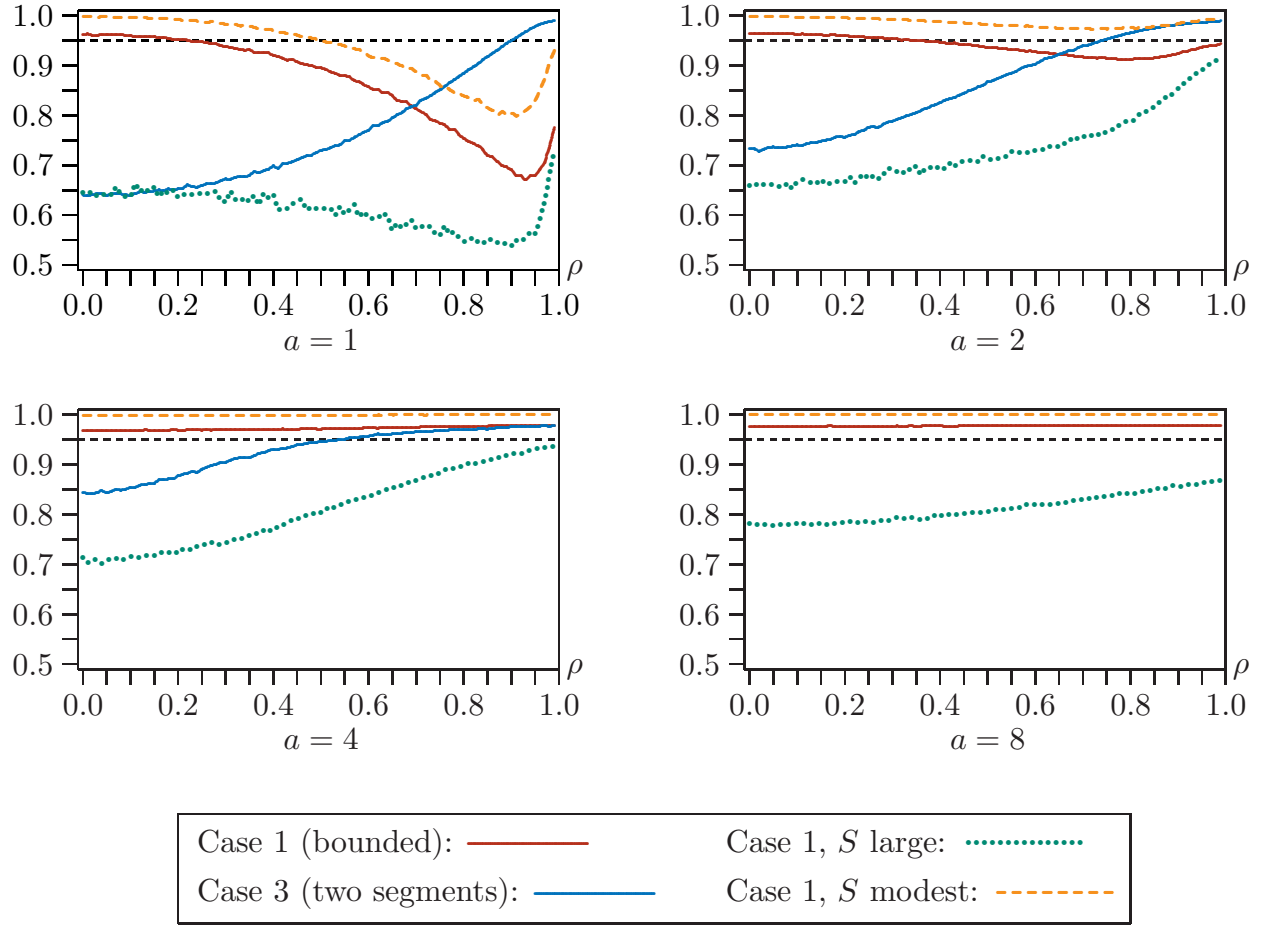 1.0
0.9
0.8
0.7
0.6
0.5
0.0 0.2 0.4 0.6 0.8 1.0
ρ
a = 1
1.0
0.9
0.8
0.7
0.6
0.5
0.0 0.2 0.4 0.6 0.8 1.0
ρ
a = 2
1.0
0.9
0.8
0.7
0.6
0.5
0.0 0.2 0.4 0.6 0.8 1.0
ρ
a = 4
1.0
0.9
0.8
0.7
0.6
0.5
0.0 0.2 0.4 0.6 0.8 1.0
ρ
a = 8
Case 1 (bounded):
Case 1, S large:
Case 3 (two segments):
Case 1, S modest: